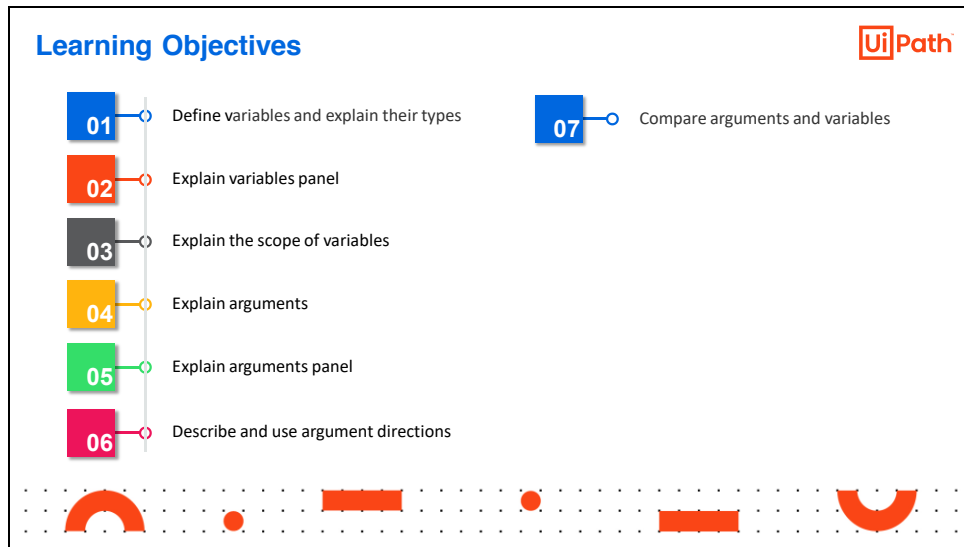 Learning Objectives
UiPath
01
Define variables and explain their types
02
Explain variables panel
03
Explain the scope of variables
04
Explain arguments
05
Explain arguments panel
06
Describe and use argument directions
07
Compare arguments and variables